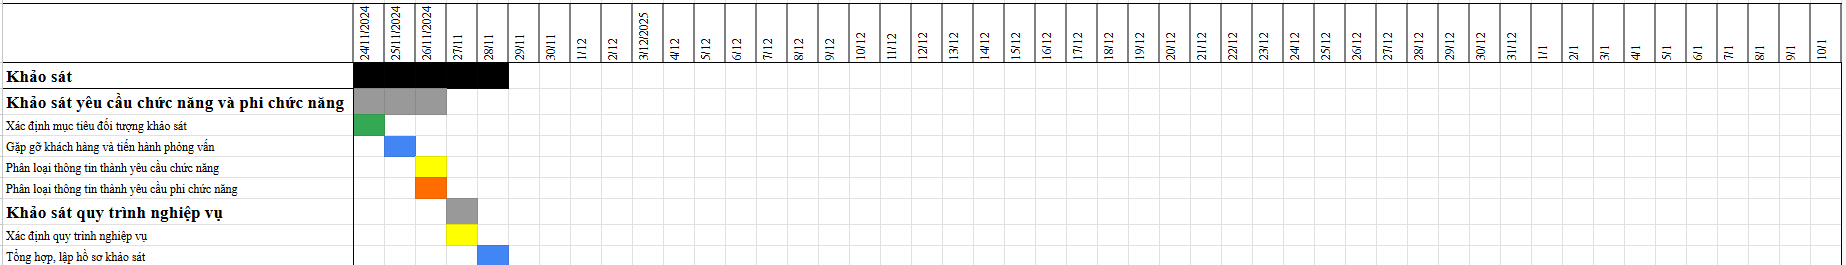 24/11/2024 25/11/2024 26/11/2024 27/11 28/11 29/11 30/11 1/12 2/12 3/12/2025 4/12 5/12 6/12 7/12 8/12 9/12 10/12 11/12 12/12 13/12 14/12 15/12 16/12 17/12 18/12 19/12 20/12 21/12 22/12 23/12 24/12 25/12 26/12 27/12 28/12 29/12 30/12 31/12 1/1 2/1 3/1 4/1 5/1 6/1 7/1 8/1 9/1 10/1
Khảo sát
Khảo sát yêu cầu chức năng và phi chức năng
Xác định mục tiêu đối tượng khảo sát
Gặp gỡ khách hàng và tiến hành phỏng vấn
Phân loại thông tin thành yêu cầu chức năng
Phân loại thông tin thành yêu cầu phi chức năng
Khảo sát quy trình nghiệp vụ
Xác định quy trình nghiệp vụ
Tổng hợp, lập hồ sơ khảo sát